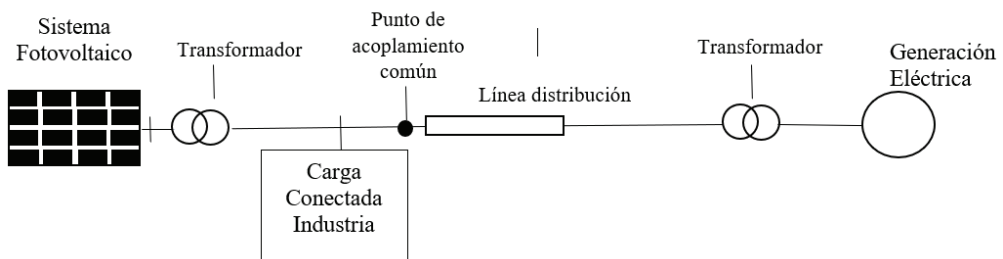 Sistema
Fotovoltaico
Transformador
Punto de
acoplamiento
común
Línea distribución
Transformador
Generación
Eléctrica
Carga
Conectada
Industria